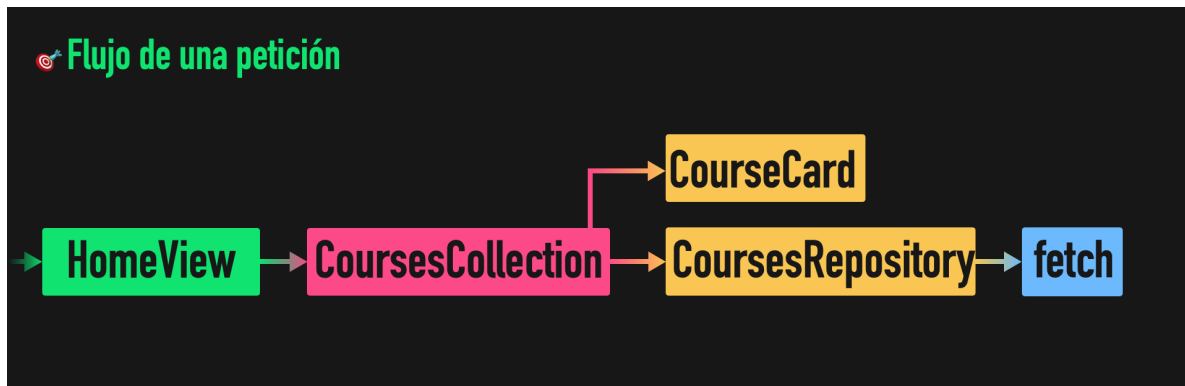 🎯 Flujo de una petición
CourseCard
HomeView
CoursesCollection
CoursesRepository
fetch